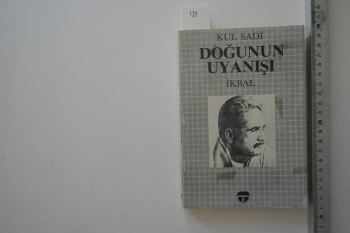 KUL SADİ
DOĞUNUN
UYANIŞI
İKBAL